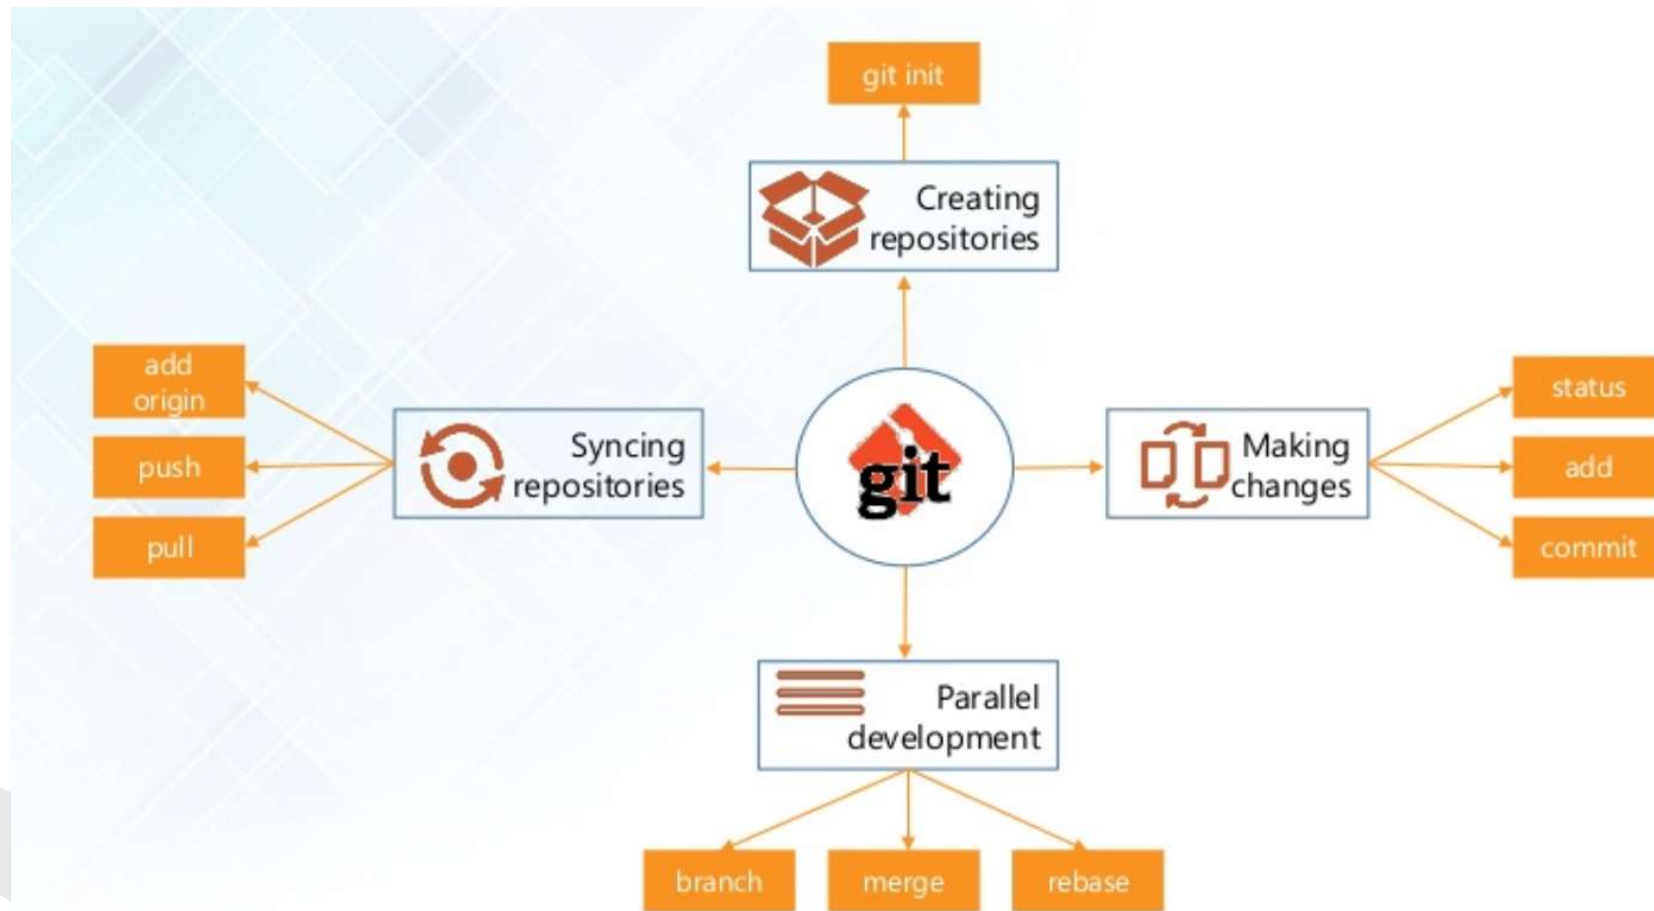 git init
Creating
repositories
add
origin
push
pull
Syncing
repositories
git
Making
changes
status
add
commit
Parallel
development
branch
merge
rebase